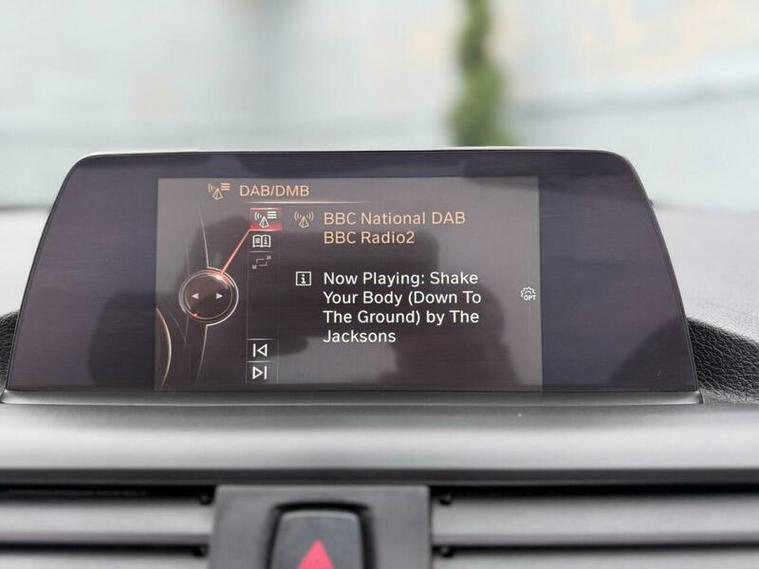 DAB/DMB
BBC National DAB
BBC Radio2
Now Playing: Shake
Your Body (Down To
The Ground) by The
Jacksons
OPT